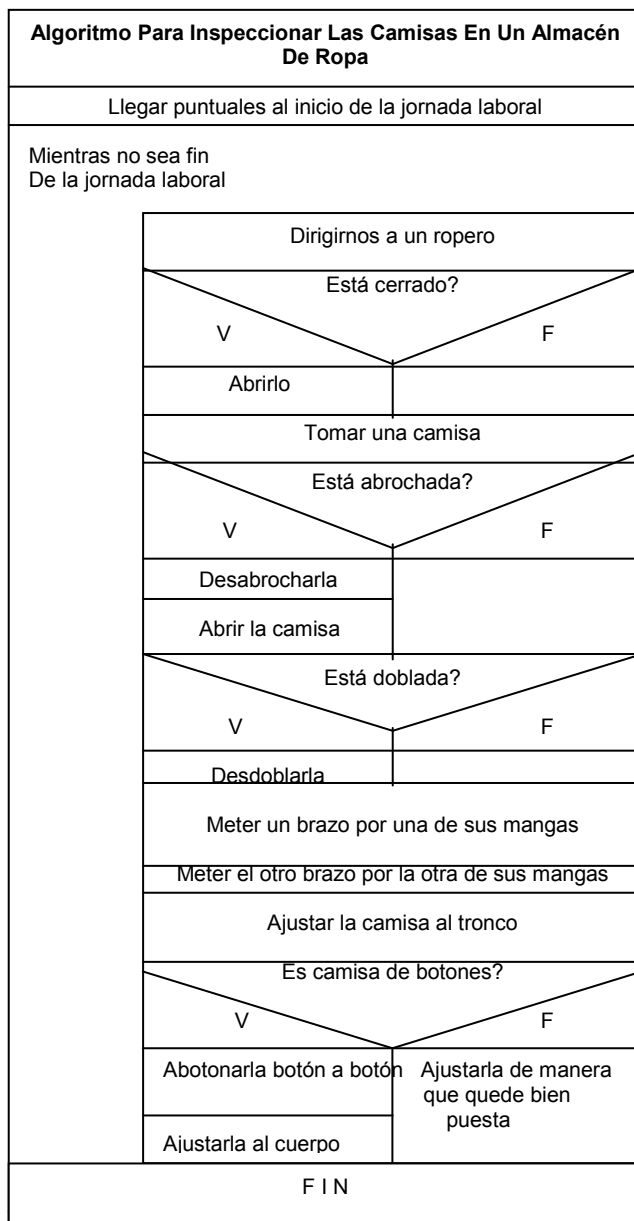 Algoritmo Para Inspeccionar Las Camisas En Un Almacén
De Ropa
Llegar puntuales al inicio de la jornada laboral
Mientras no sea fin
De la jornada laboral
Dirigirnos a un ropero
Está cerrado?
V F
Abrirlo
Tomar una camisa
Está abrochada?
V F
Desabrocharla
Abrir la camisa
Está doblada?
V F
Desdoblarla
Meter un brazo por una de sus mangas
Meter el otro brazo por la otra de sus mangas
Ajustar la camisa al tronco
Es camisa de botones?
V F
Abotonarla botón a botón
Ajustarla al cuerpo
Ajustarla de manera
que quede bien
puesta
F I N